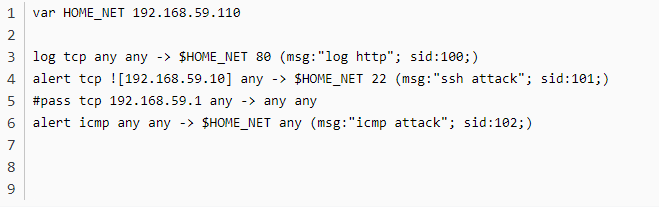 1 var HOME_NET 192.168.59.110
2
3 log tcp any any -> $HOME_NET 80 (msg:"log http"; sid:100;)
4 alert tcp ![192.168.59.10] any -> $HOME_NET 22 (msg:"ssh attack"; sid:101;)
5 #pass tcp 192.168.59.1 any -> any any
6 alert icmp any any -> $HOME_NET any (msg:"icmp attack"; sid:102;)
7
8
9